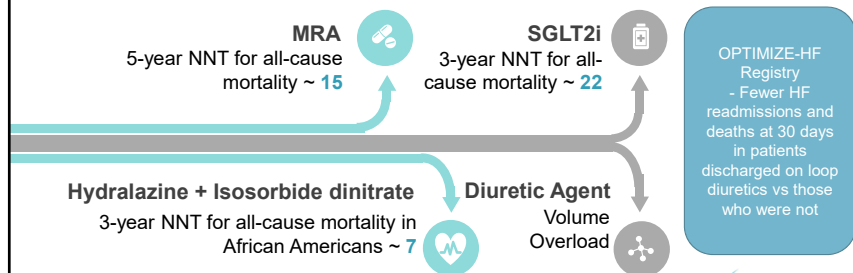 MRA
5-year NNT for all-cause
mortality ~ 15
SGLT2i
3-year NNT for all-
cause mortality ~ 22
OPTIMIZE-HF
Registry
- Fewer HF
readmissions and
deaths at 30 days
in patients
discharged on loop
diuretics vs those
who were not
Hydralazine + Isosorbide dinitrate
3-year NNT for all-cause mortality in
African Americans ~ 7
Diuretic Agent
Volume
Overload